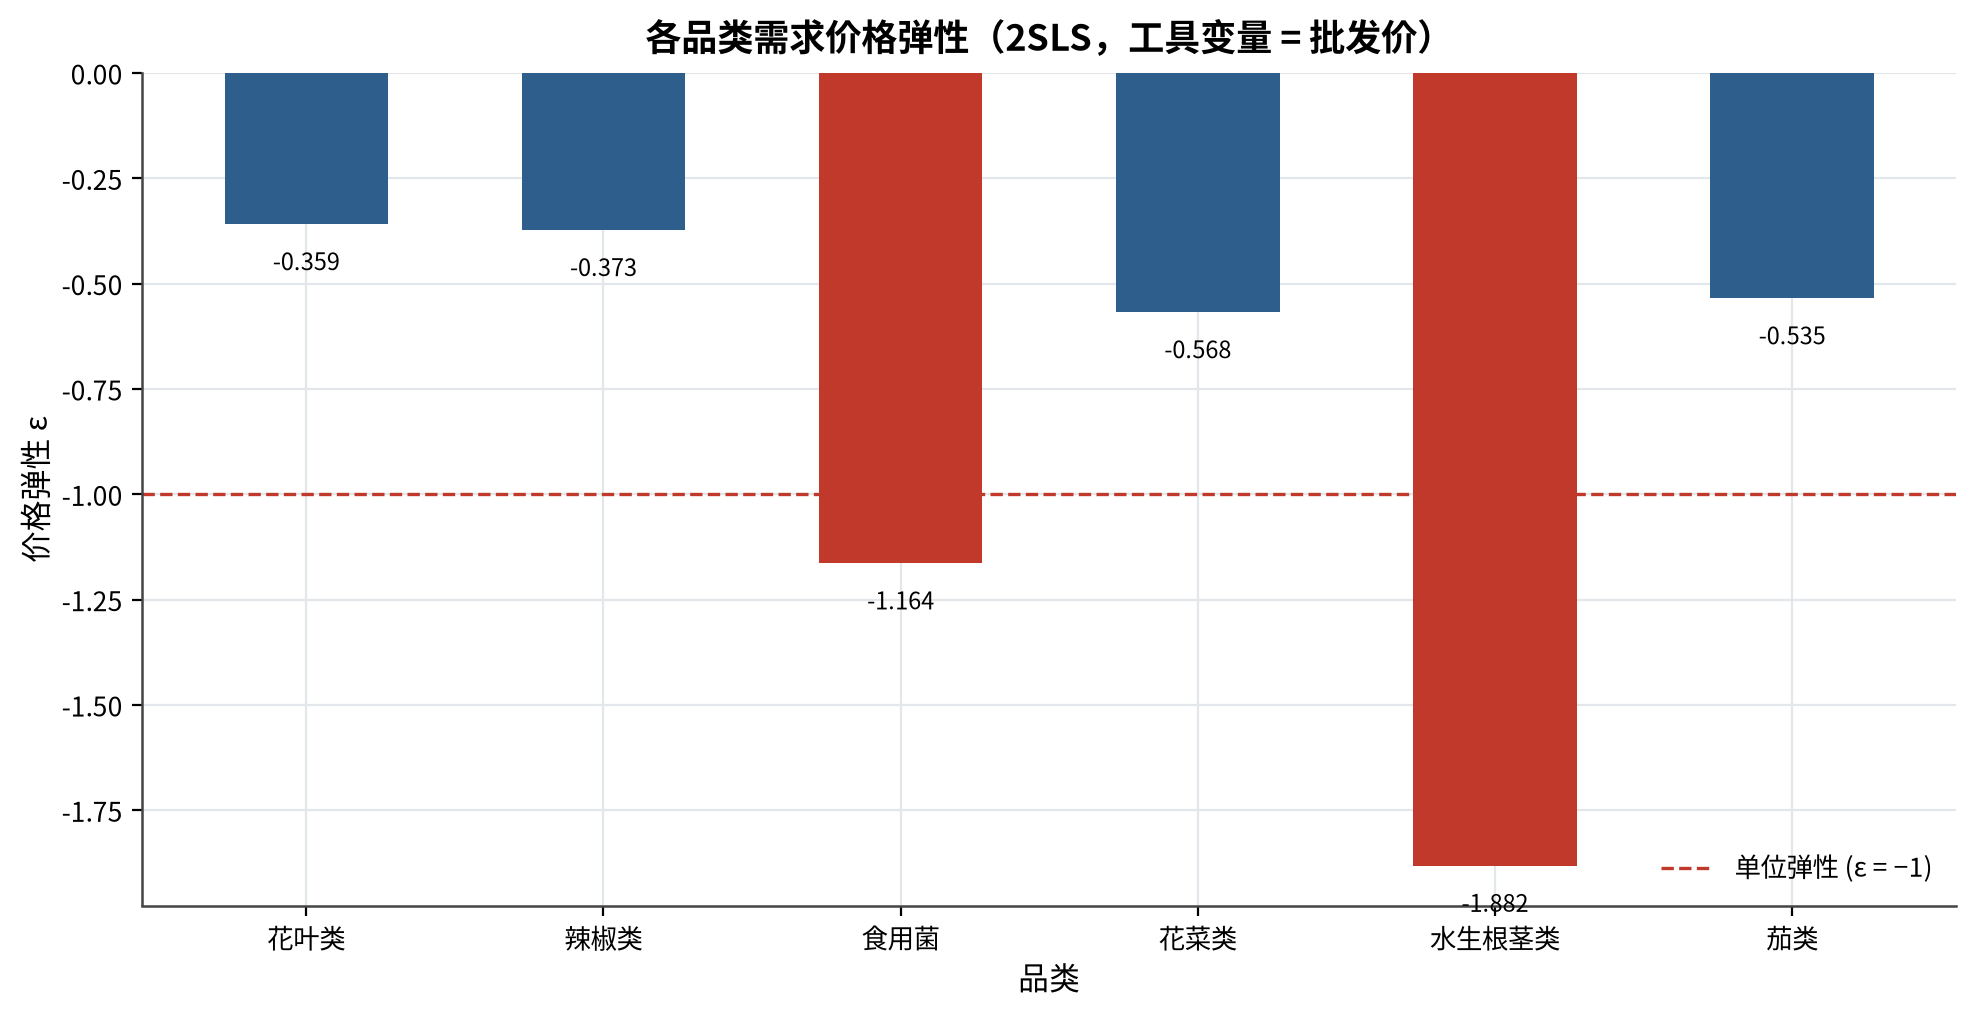 各品类需求价格弹性（2SLS，工具变量 = 批发价）
0.00
-0.25
-0.50
-0.75
-1.00
-1.25
-1.50
-1.75
价格弹性 ε
-0.359
-0.373
-1.164
-0.568
-1.882
-0.535
单位弹性 (ε = −1)
花叶类
辣椒类
食用菌
花菜类
水生根茎类
茄类
品类